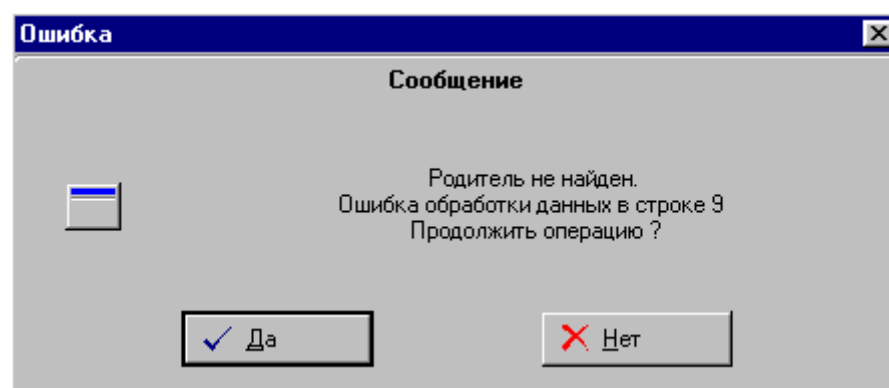 Ошибка
Сообщение
Родитель не найден.
Ошибка обработки данных в строке 9
Продолжить операцию ?
Да
Нет